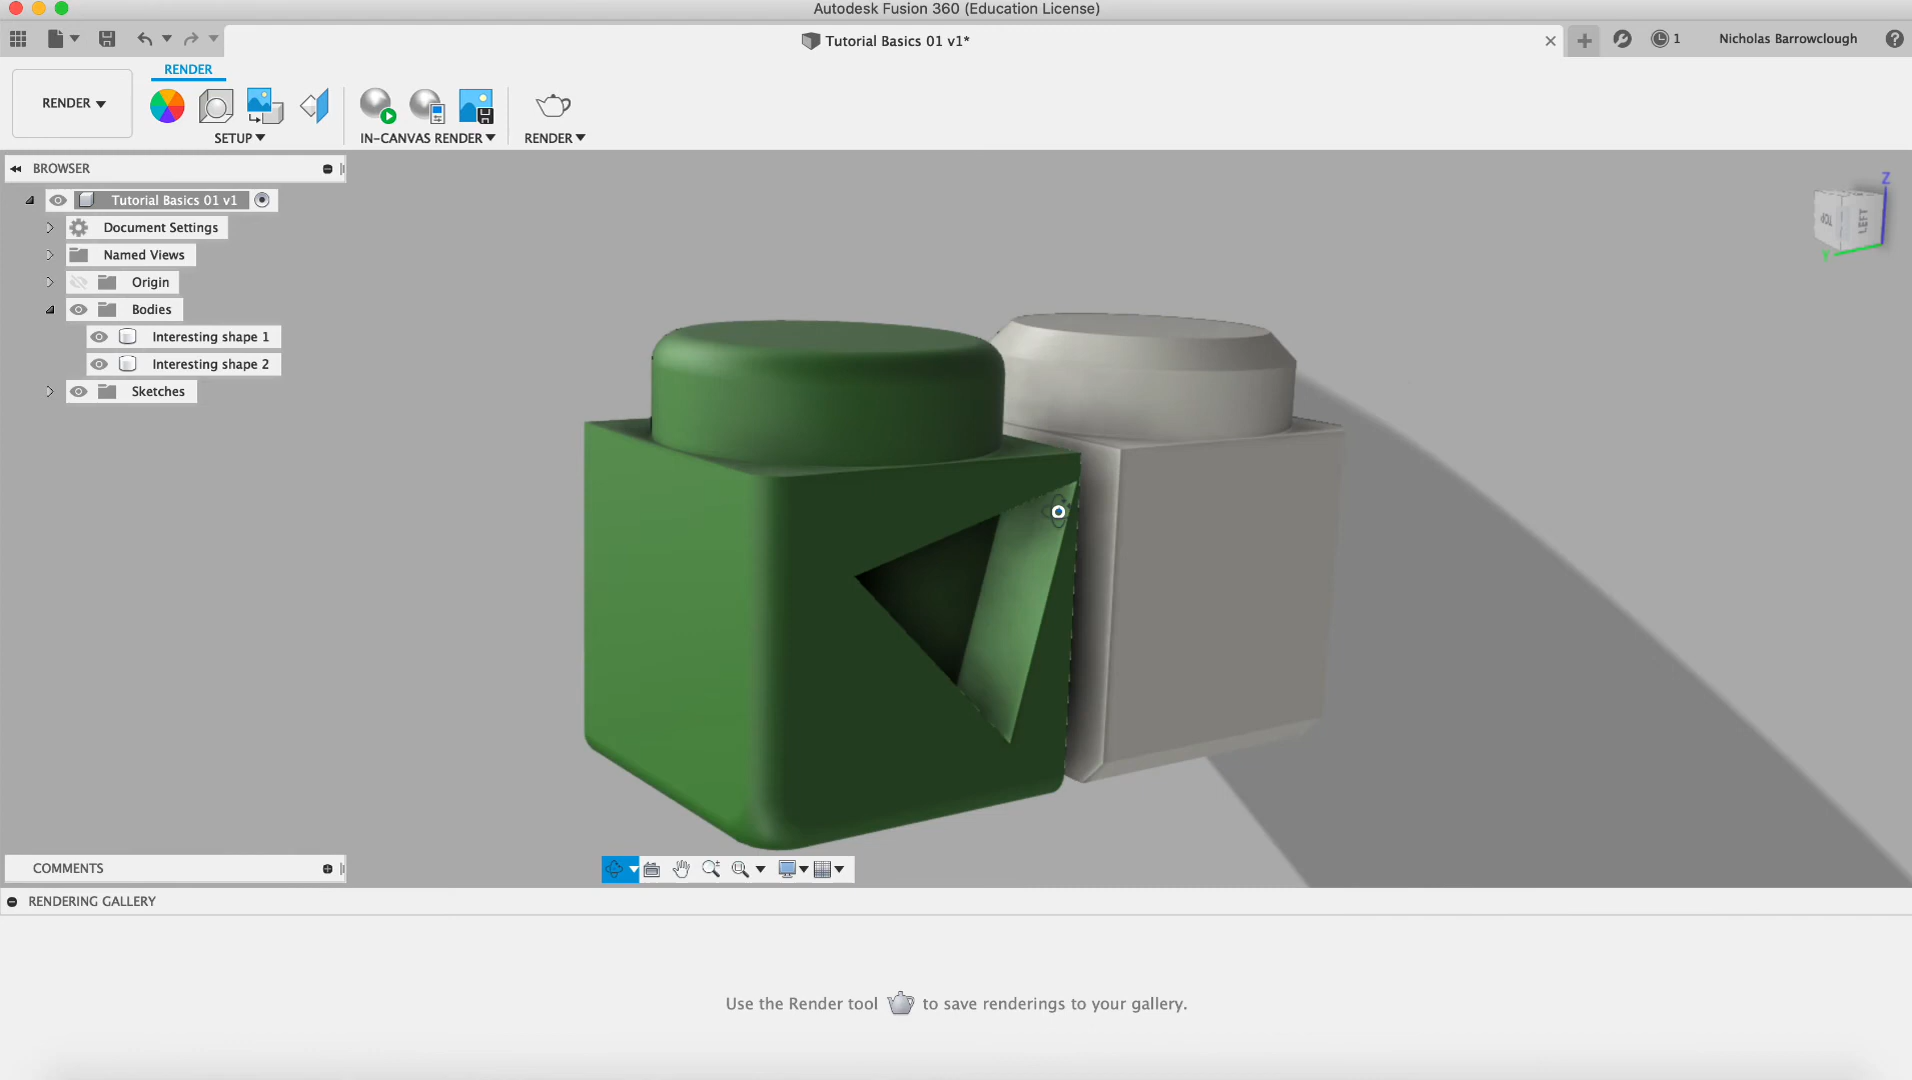 Autodesk Fusion 360 (Education License)
Tutorial Basics 01 v1*
1
Nicholas Barrowclough
RENDER
RENDER
SETUP
IN-CANVAS RENDER
RENDER
BROWSER
Tutorial Basics 01 v1
Document Settings
Named Views
Origin
Bodies
Interesting shape 1
Interesting shape 2
Sketches
Z
TOP
LEFT
Y
COMMENTS
RENDERING GALLERY
Use the Render tool to save renderings to your gallery.